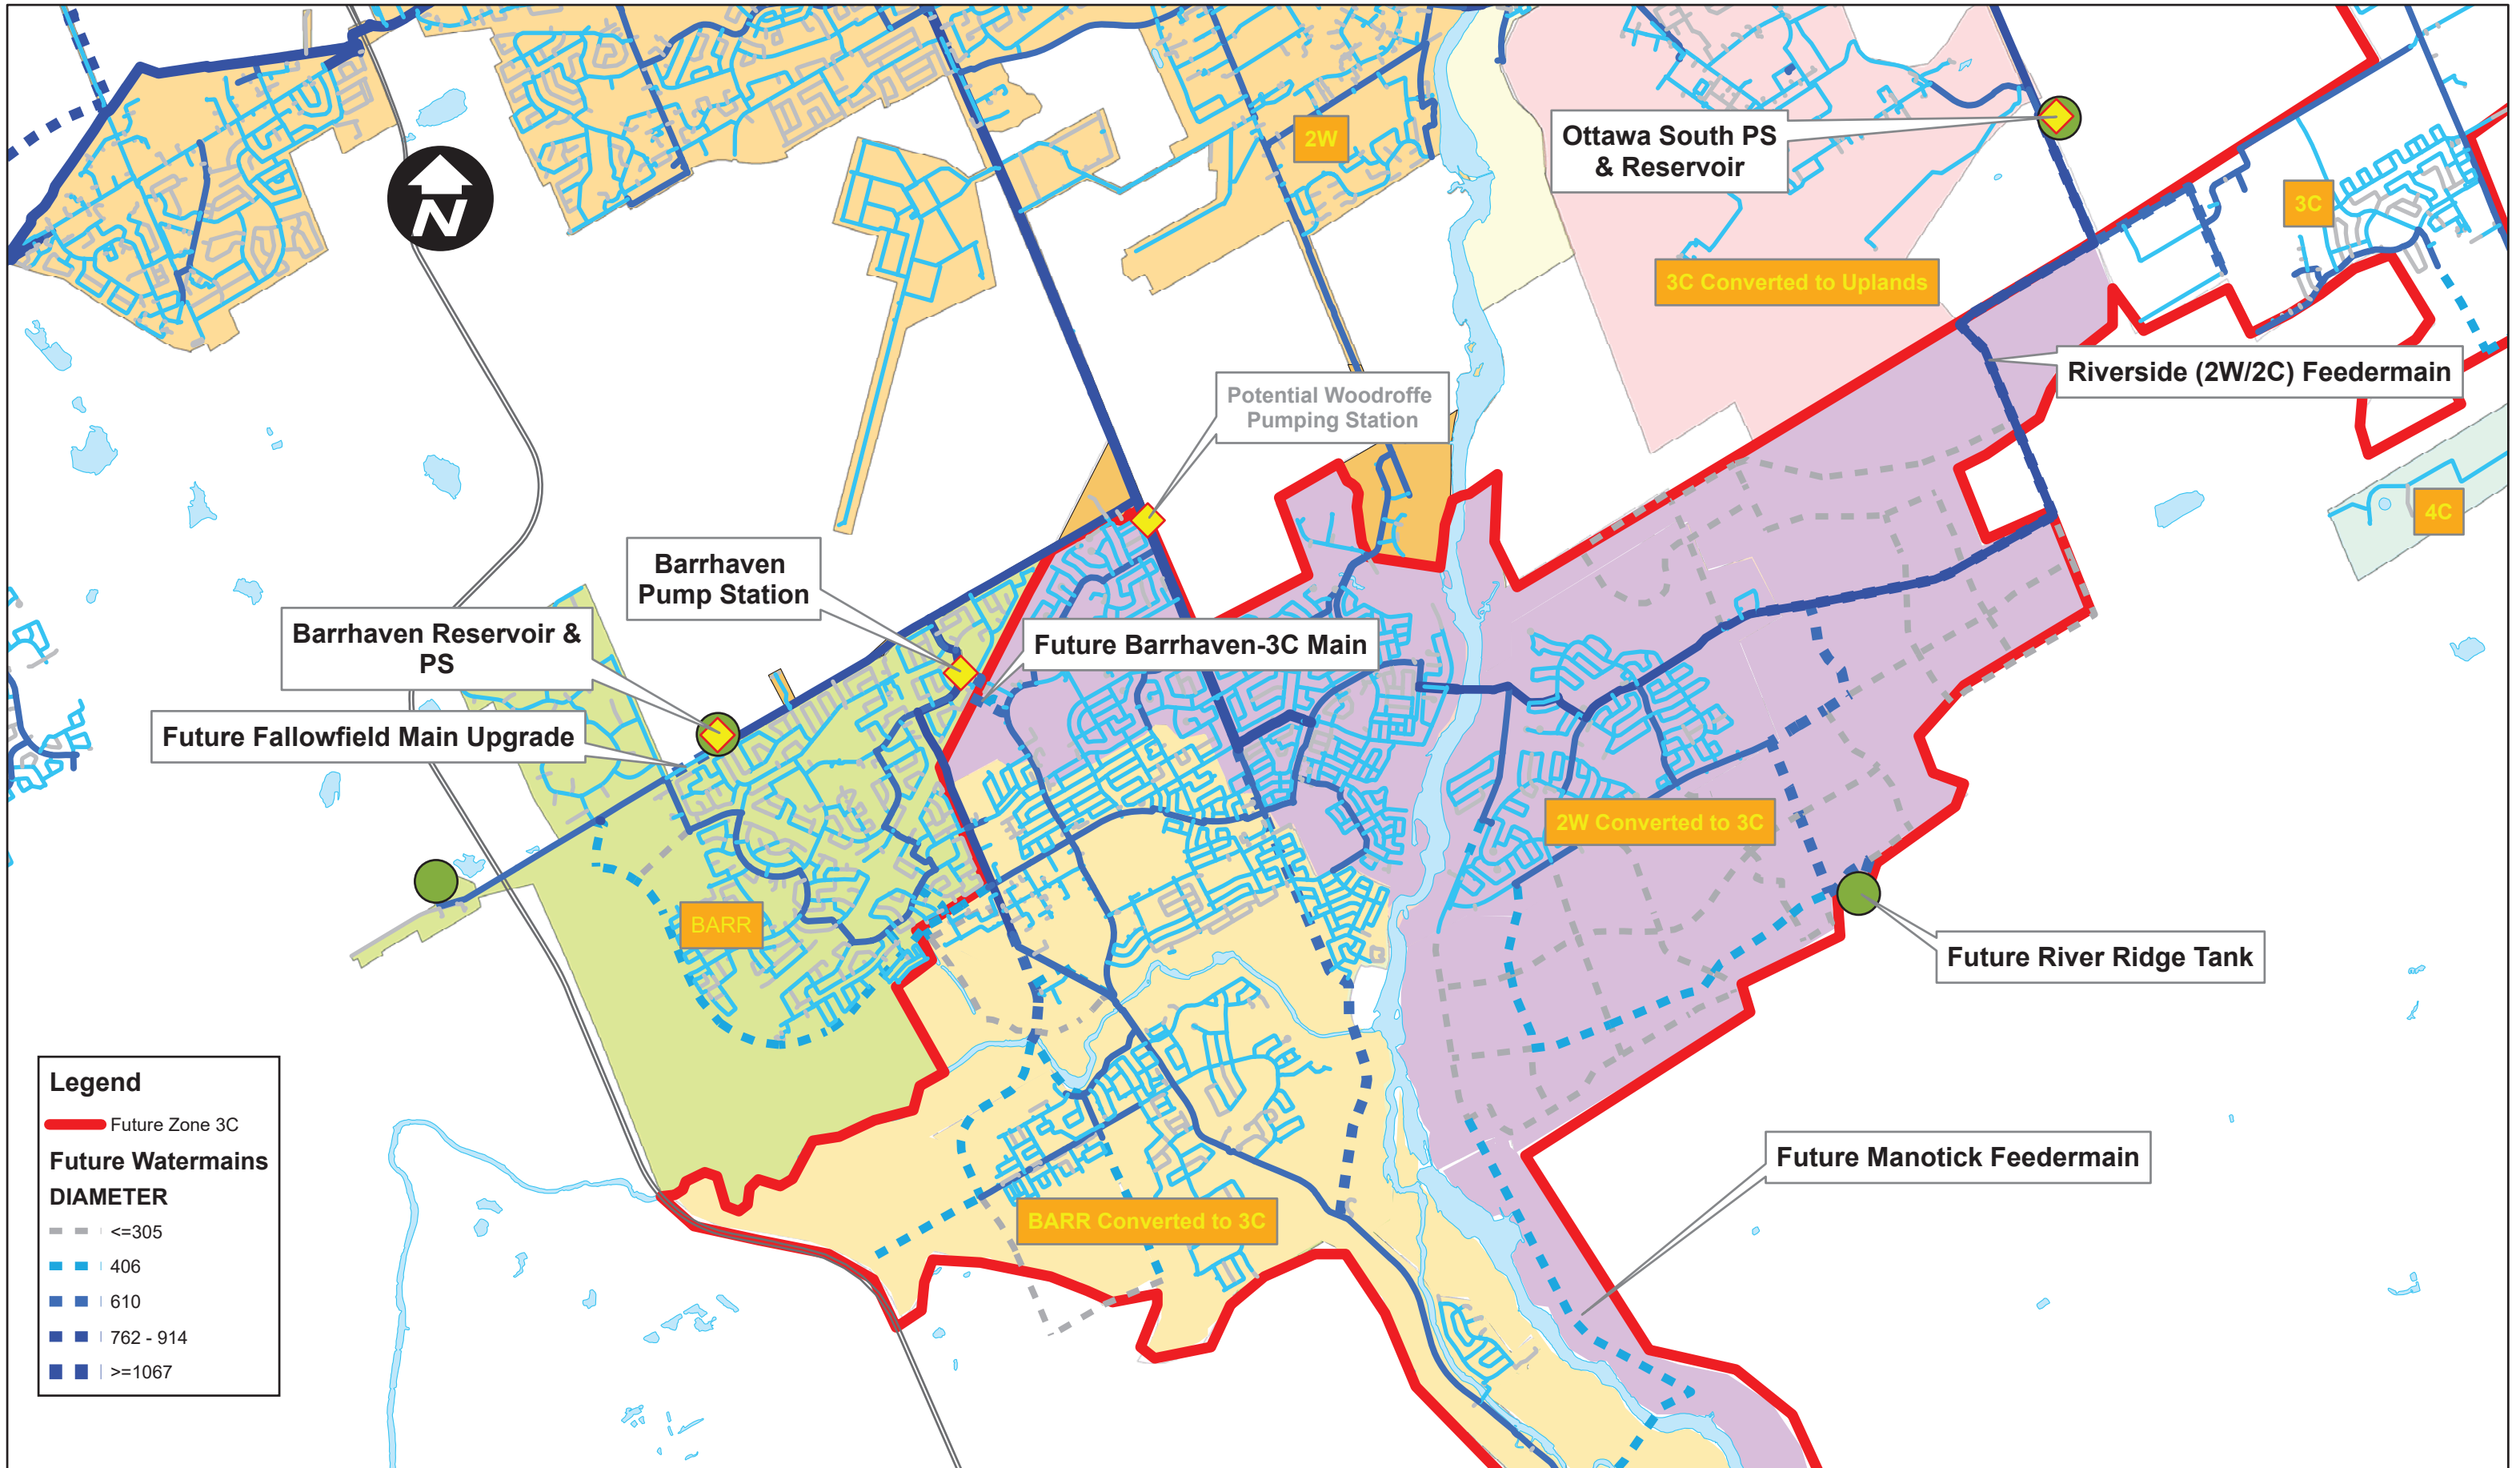 2W
Ottawa South PS
& Reservoir
3C
N
3C Converted to Uplands
Riverside (2W/2C) Feedermain
Potential Woodroffe
Pumping Station
4C
Barrhaven
Pump Station
Barrhaven Reservoir &
PS
Future Barrhaven-3C Main
Future Fallowfield Main Upgrade
2W Converted to 3C
BARR
Future River Ridge Tank
Future Manotick Feedermain
BARR Converted to 3C
Legend
Future Zone 3C
Future Watermains
DIAMETER
<=305
406
610
762 - 914
>=1067